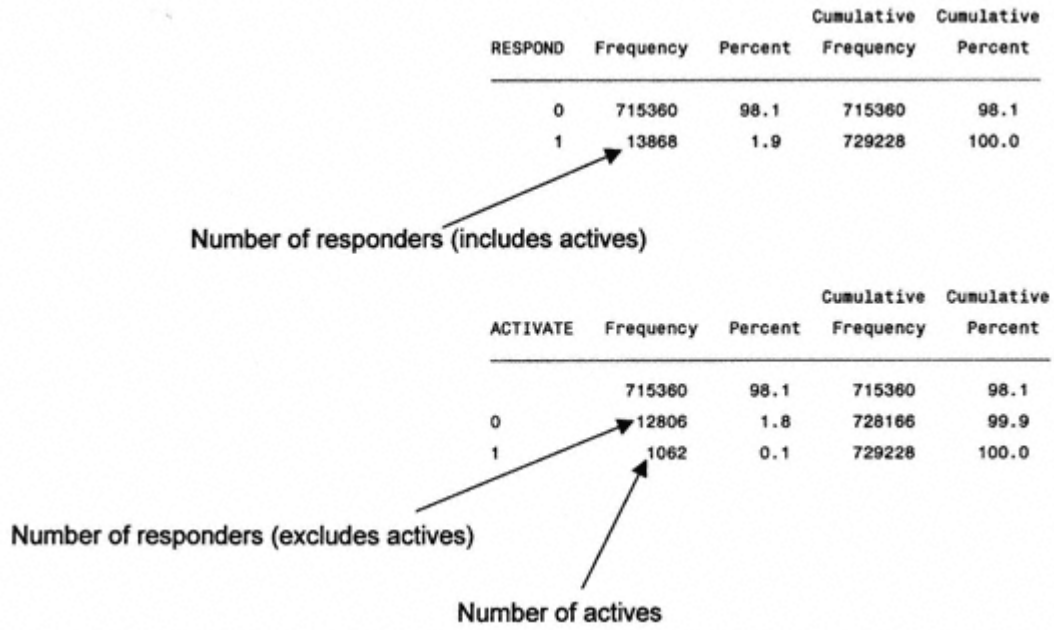 Cumulative Cumulative
RESPOND Frequency Percent Frequency Percent
0 715360 98.1 715360 98.1
1 13868 1.9 729228 100.0
Number of responders (includes actives)
Cumulative Cumulative
ACTIVATE Frequency Percent Frequency Percent
715360 98.1 715360 98.1
0 12806 1.8 728166 99.9
1 1062 0.1 729228 100.0
Number of responders (excludes actives)
Number of actives